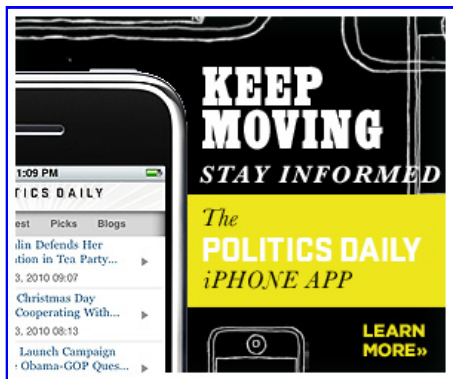 KEEP
MOVING
STAY INFORMED
The
POLITICS DAILY
iPHONE APP
LEARN
MORE»
1:09 PM
TICS DAILY
est Picks Blogs
lin Defends Her
tion in Tea Party...
3, 2010 09:07
Christmas Day
Cooperating With...
3, 2010 08:13
Launch Campaign
Obama-GOP Ques...